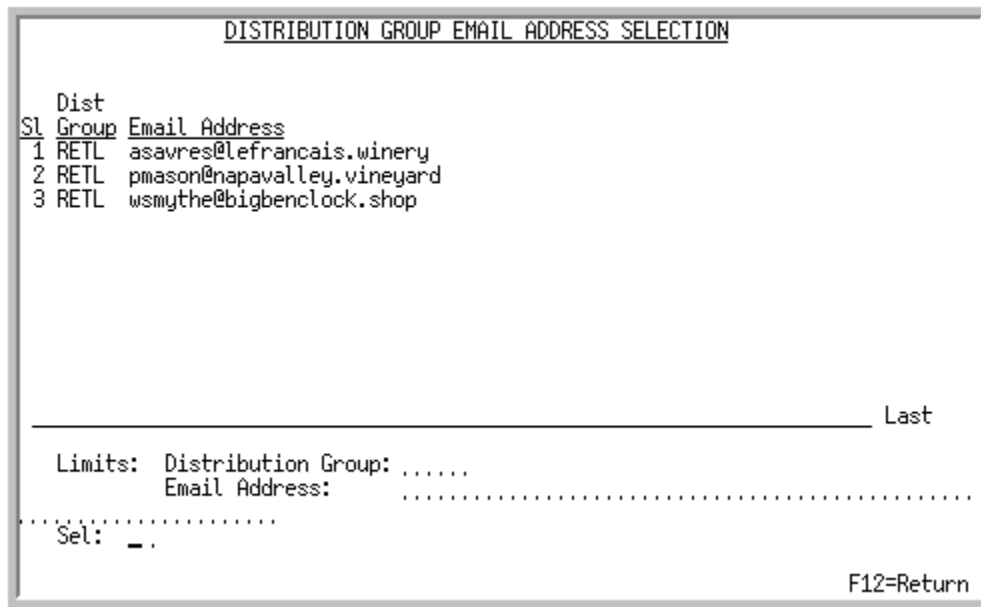 DISTRIBUTION GROUP EMAIL ADDRESS SELECTION
Dist
Sl Group Email Address
1 RETL asavres@lefrancais.winery
2 RETL pmason@napavalley.vineyard
3 RETL wsmythe@bigbenclock.shop
Last
Limits: Distribution Group: ......
Email Address: ................................................
......................
Sel: _ .
F12=Return